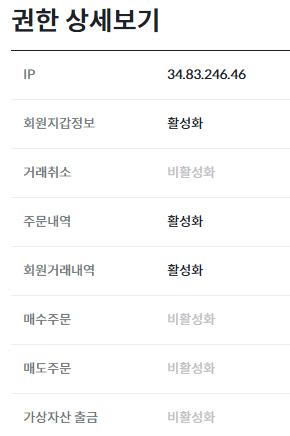 권한 상세보기
IP 34.83.246.46
회원지갑정보 활성화
거래취소 비활성화
주문내역 활성화
회원거래내역 활성화
매수주문 비활성화
매도주문 비활성화
가상자산 출금 비활성화